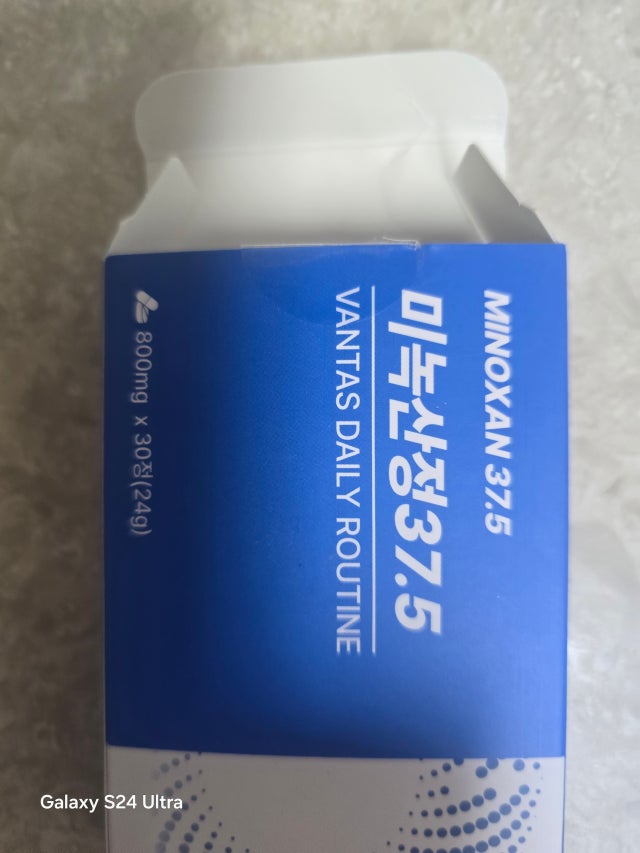 MINOXAN 37.5
미녹산정37.5
VANTAS DAILY ROUTINE
800mg x 30정(24g)
Galaxy S24 Ultra